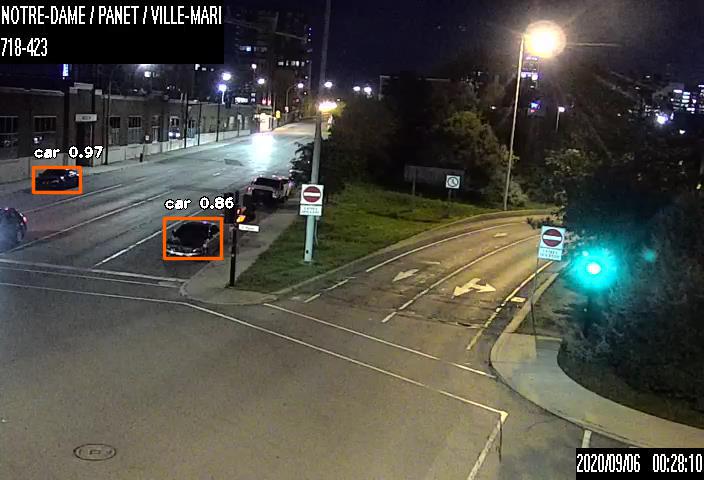 NOTRE-DAME / PANET / VILLE-MARI
718-423
car 0.97
car 0.86
2020/09/06 00:28:10